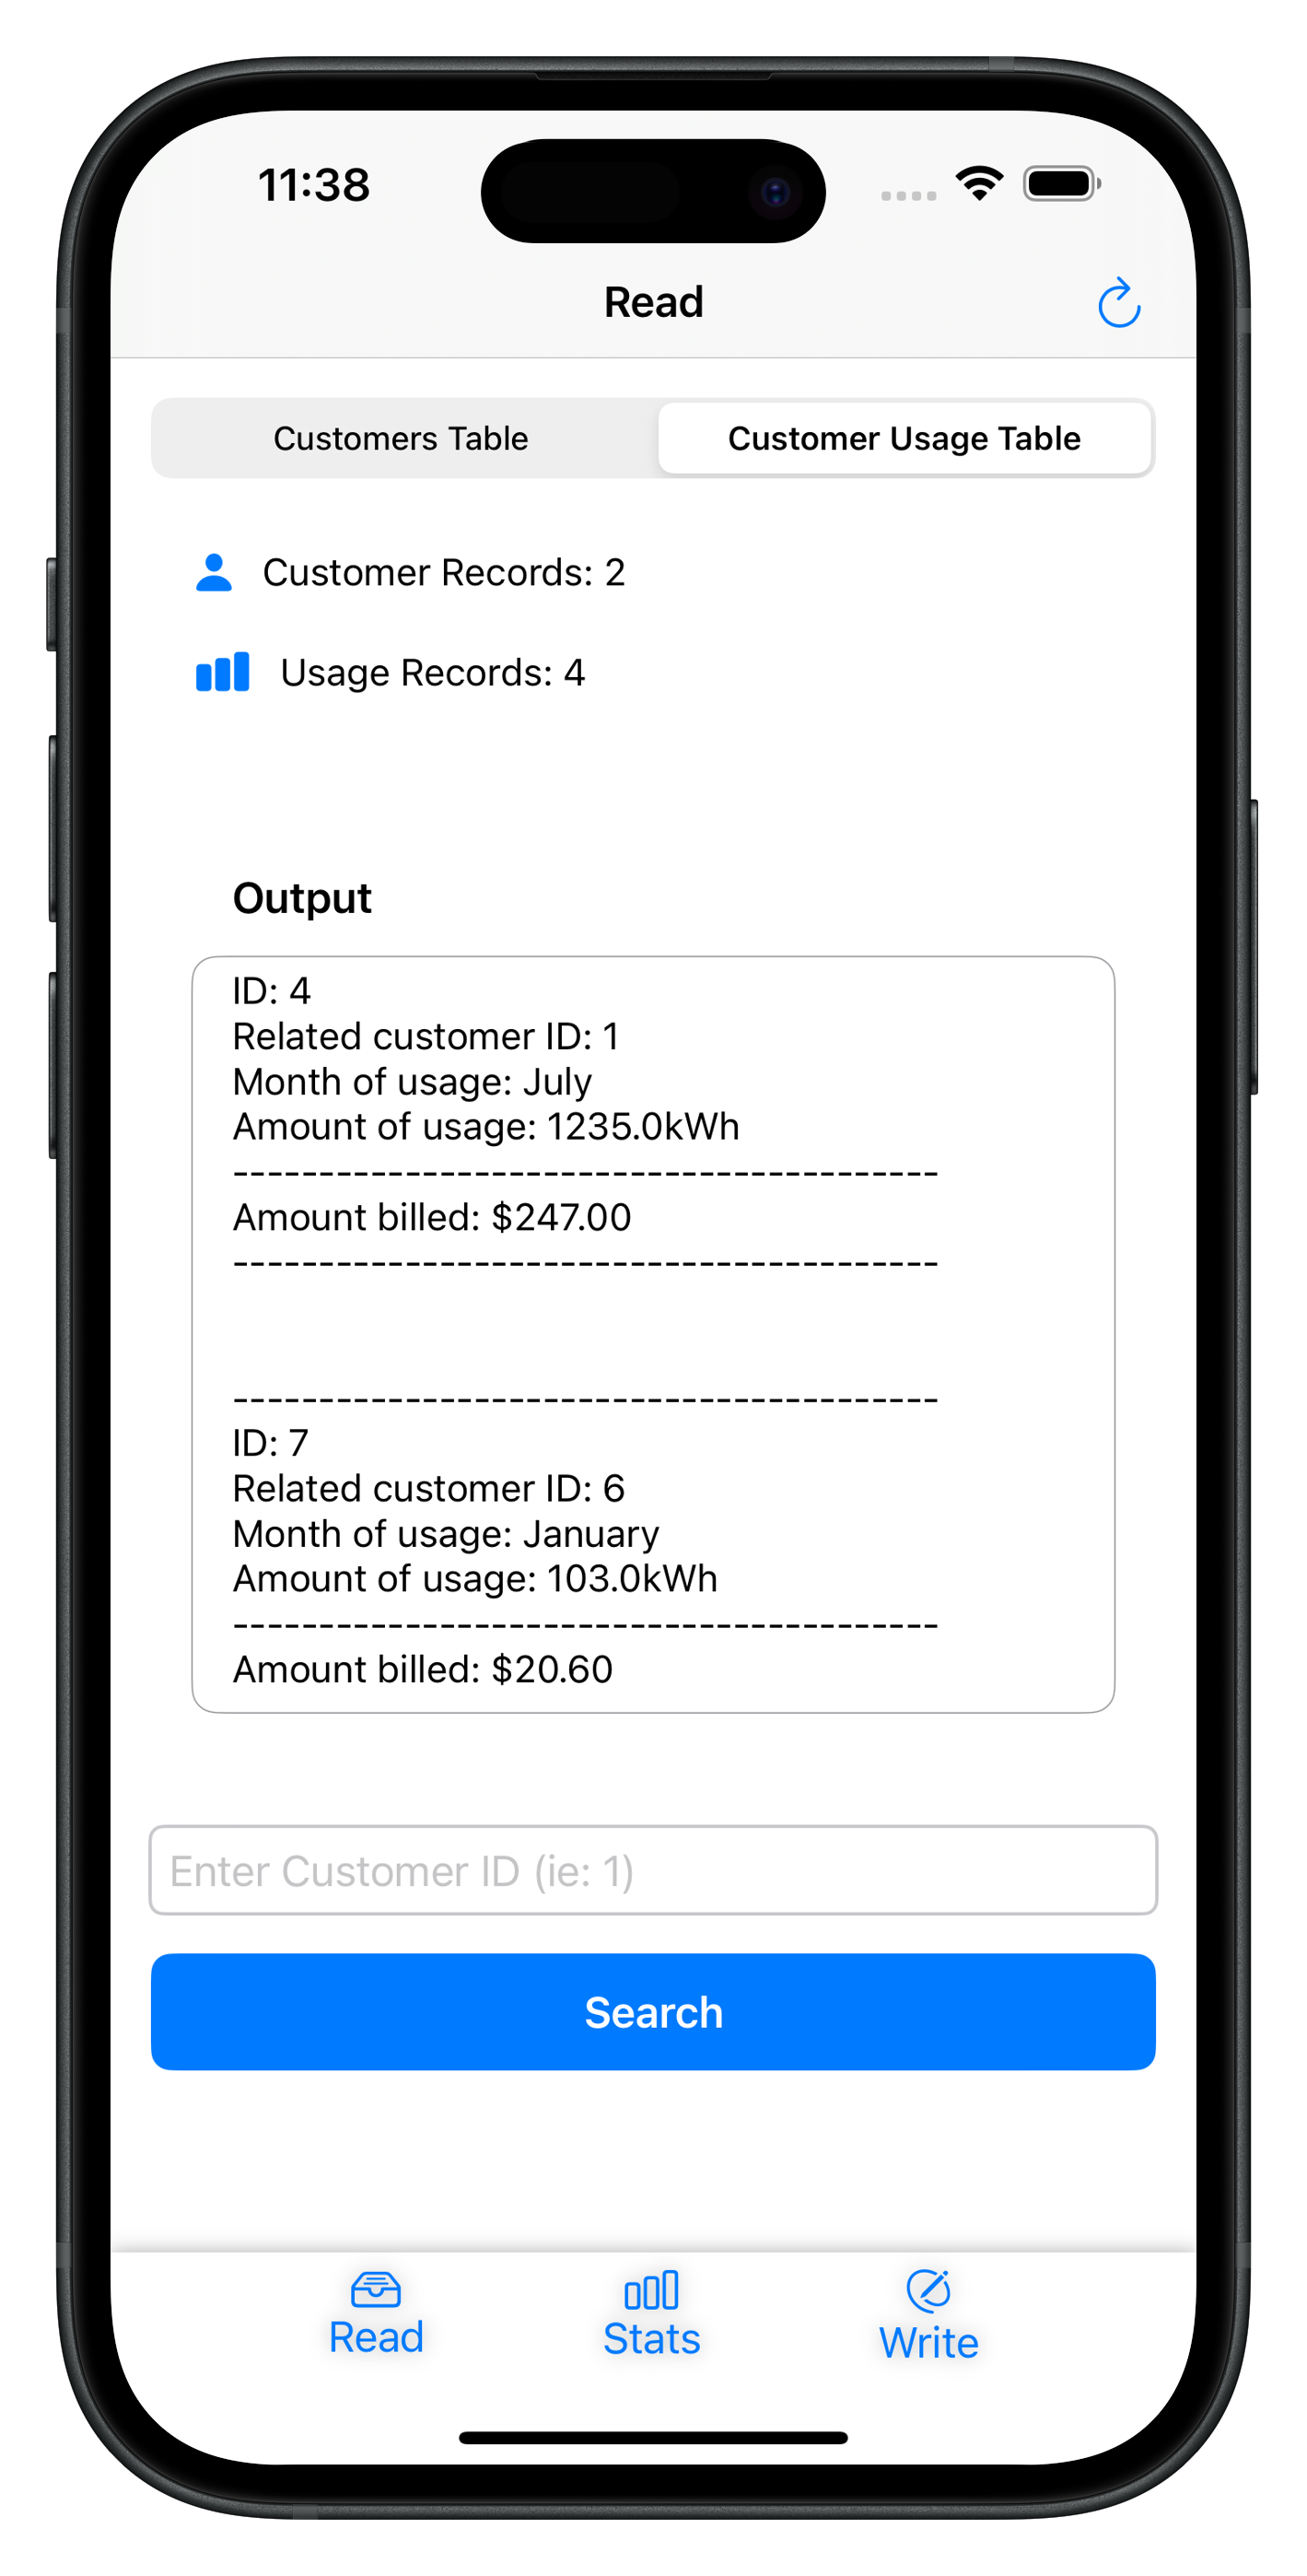 11:38
Read
Customers Table
Customer Usage Table
Customer Records: 2
Usage Records: 4
Output
ID: 4
Related customer ID: 1
Month of usage: July
Amount of usage: 1235.0kWh
-----------------------------------------
Amount billed: $247.00
-----------------------------------------
-----------------------------------------
ID: 7
Related customer ID: 6
Month of usage: January
Amount of usage: 103.0kWh
-----------------------------------------
Amount billed: $20.60
Enter Customer ID (ie: 1)
Search
Read
Stats
Write